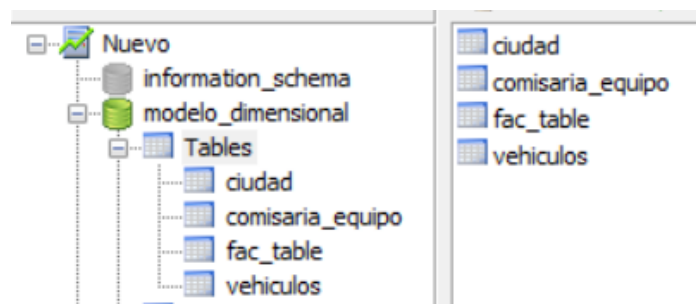 Nuevo
information_schema
modelo_dimensional
Tables
ciudad
comisaria_equipo
fac_table
vehiculos
ciudad
comisaria_equipo
fac_table
vehiculos